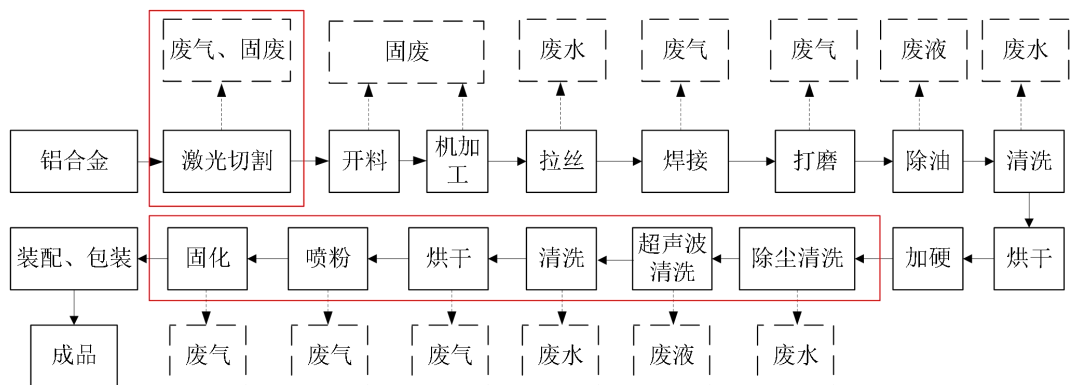 废气、固废
固废
废水
废气
废气
废液
废水
铝合金
激光切割
开料
机加
工
拉丝
焊接
打磨
除油
清洗
装配、包装
固化
喷粉
烘干
清洗
超声波
清洗
除尘清洗
加硬
烘干
成品
废气
废气
废气
废水
废液
废水